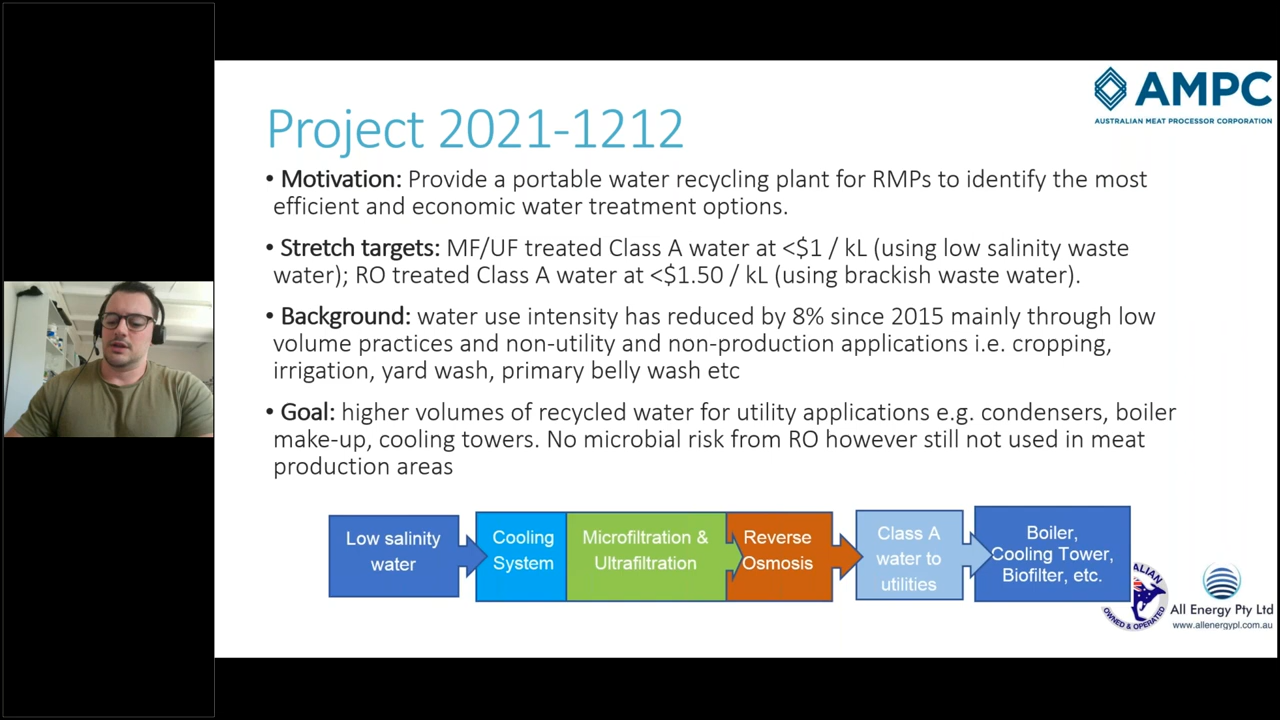 AMPC
AUSTRALIAN MEAT PROCESSOR CORPORATION
Project 2021-1212
• Motivation: Provide a portable water recycling plant for RMPs to identify the most
efficient and economic water treatment options.
• Stretch targets: MF/UF treated Class A water at <$1 / kL (using low salinity waste
water); RO treated Class A water at <$1.50 / kL (using brackish waste water).
• Background: water use intensity has reduced by 8% since 2015 mainly through low
volume practices and non-utility and non-production applications i.e. cropping,
irrigation, yard wash, primary belly wash etc
• Goal: higher volumes of recycled water for utility applications e.g. condensers, boiler
make-up, cooling towers. No microbial risk from RO however still not used in meat
production areas
Low salinity
water
Cooling
System
Microfiltration &
Ultrafiltration
Reverse
Osmosis
Class A
water to
utilities
Boiler,
Cooling Tower,
Biofilter, etc.
ALIAN
OWNED & OPERATED
All Energy Pty Ltd
www.allenergypl.com.au